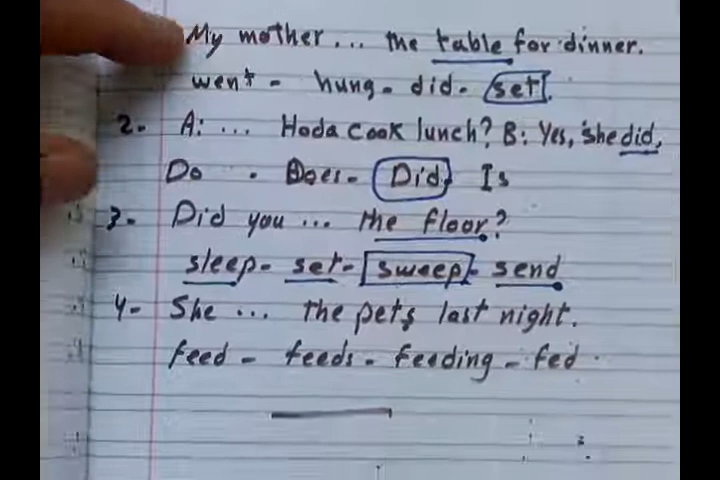 My mother... the table for dinner.
went - hung - did - set.
2- A: ... Hoda cook lunch? B: Yes, she did.
Do - Does - Did - Is
3- Did you ... the floor?
sleep - set - sweep - send
4- She ... the pets last night.
feed - feeds - feeding - fed.